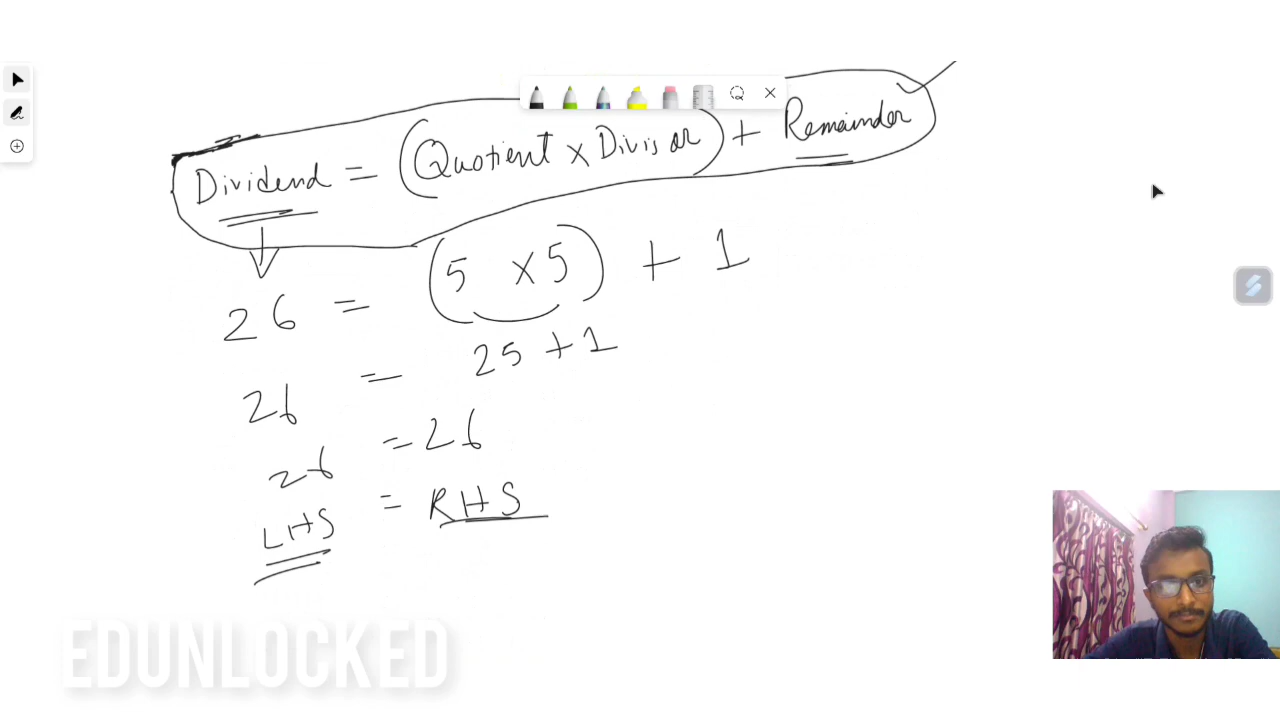 Dividend = (Quotient x Divisor) + Remainder
26 = (5 x 5) + 1
26 = 25 + 1
26 = 26
LHS = RHS
EDUNLOCKED